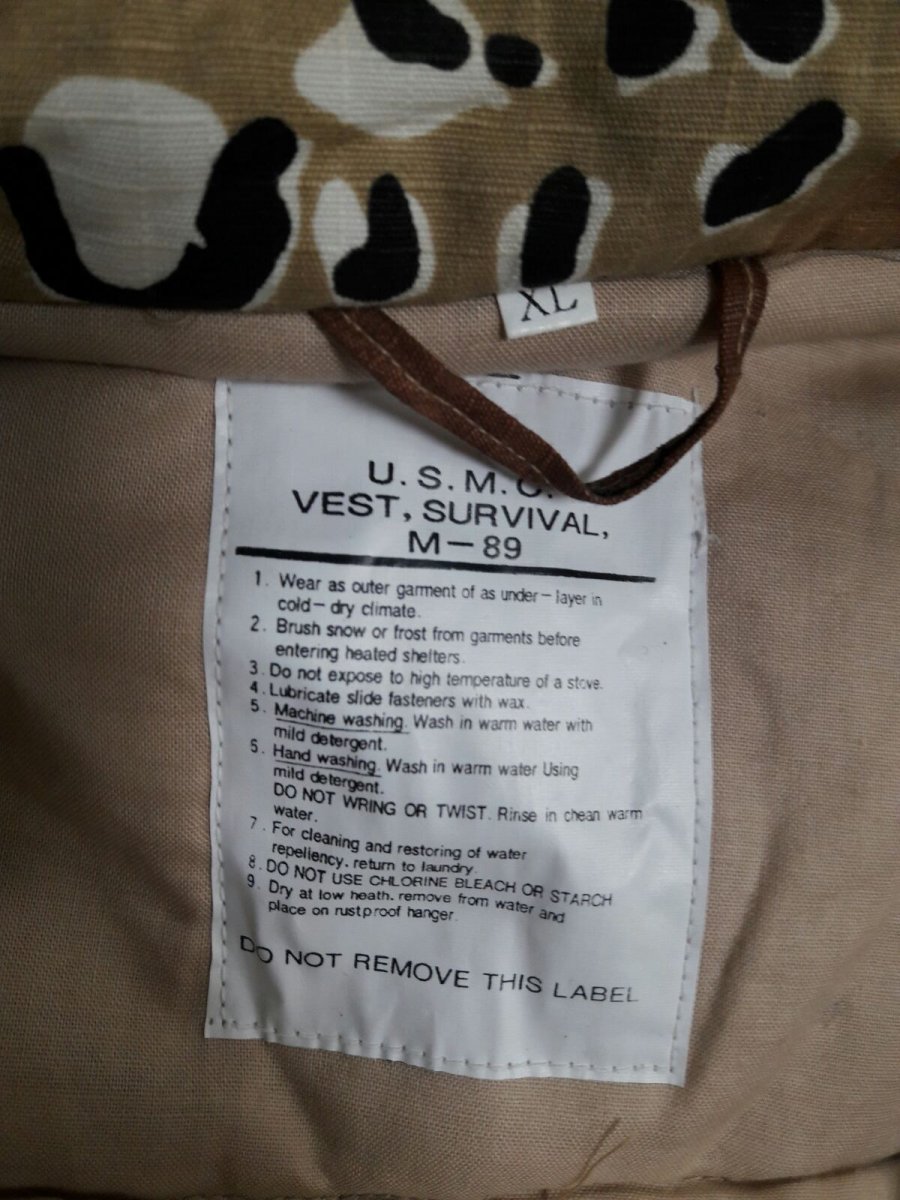 XL
U.S.M.C.
VEST, SURVIVAL,
M-89
1. Wear as outer garment of as under-layer in
cold-dry climate.
2. Brush snow or frost from garments before
entering heated shelters.
3. Do not expose to high temperature of a stove.
4. Lubricate slide fasteners with wax.
5. Machine washing. Wash in warm water with
mild detergent.
5. Hand washing. Wash in warm water Using
mild detergent.
DO NOT WRING OR TWIST. Rinse in chean warm
water.
7. For cleaning and restoring of water
repeliency, return to laundry.
8. DO NOT USE CHLORINE BLEACH OR STARCH
9. Dry at low heath. remove from water and
place on rustproof hanger.
DO NOT REMOVE THIS LABEL